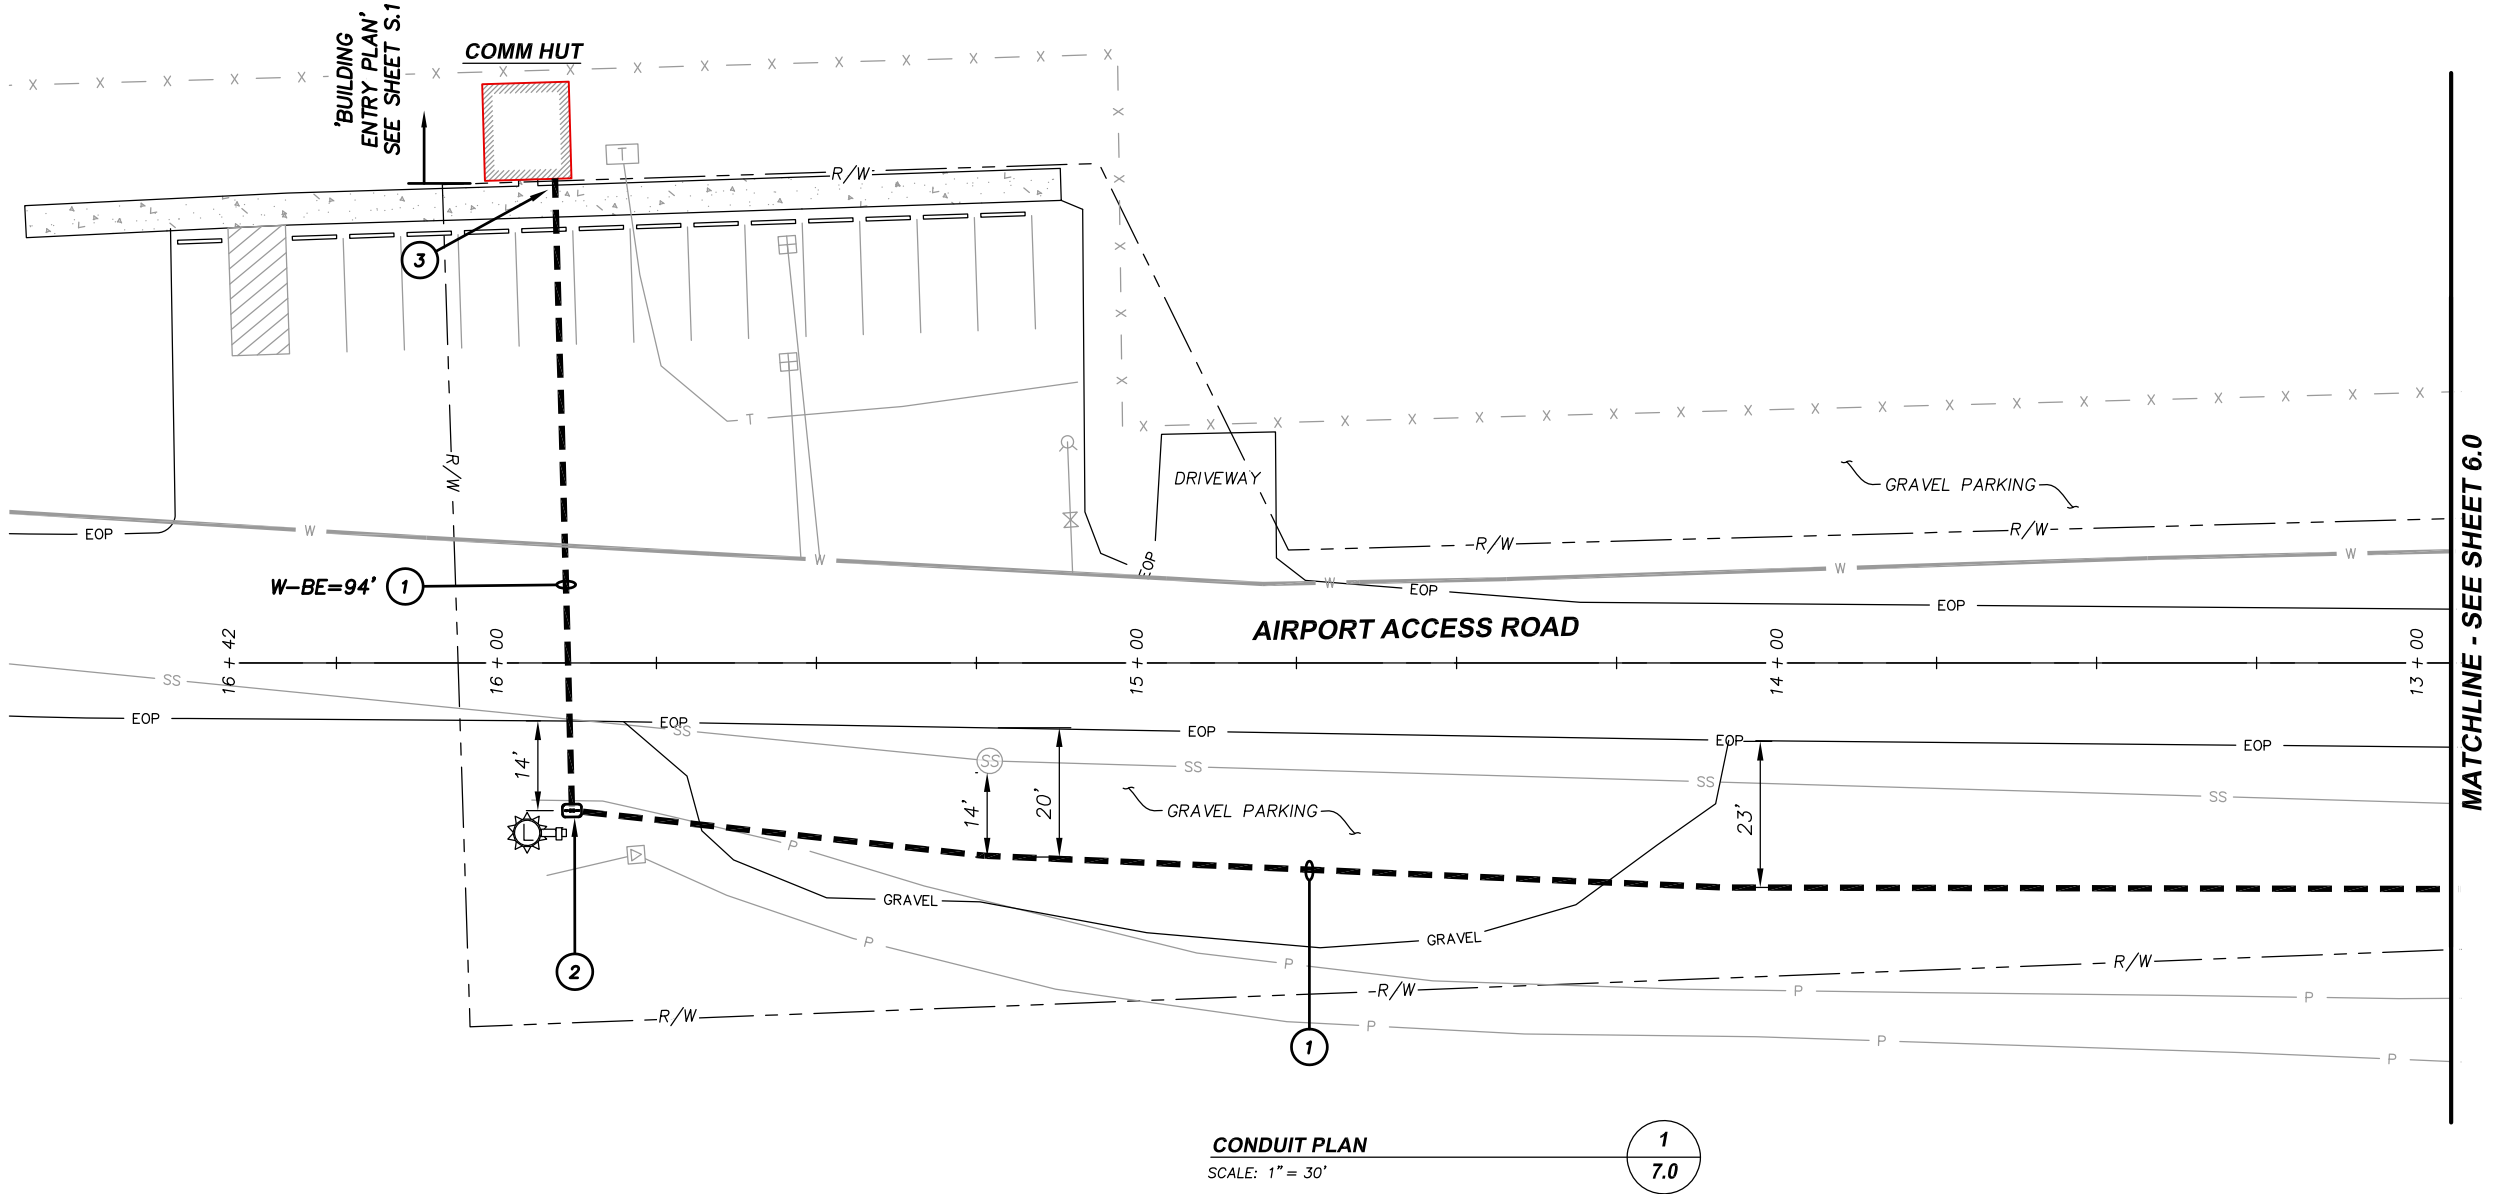 'BUILDING
ENTRY PLAN'
SEE SHEET S.1
COMM HUT
X X X X X X X X X X X X X X X X X
T
R/W
X
X
X
X
X
3
R/W
T
X X X X X X X X X X X X X X X X X X X X
DRIVEWAY
GRAVEL PARKING
EOP
W
W
EOP
R/W
R/W
W
W
W
W-BE=94'
1
EOP
EOP
AIRPORT ACCESS ROAD
16 + 42
16 + 00
15 + 00
14 + 00
13 + 00
MATCHLINE - SEE SHEET 6.0
SS
EOP
EOP
SS
EOP
EOP
EOP
14'
SS
SS
SS
SS
14'
20'
GRAVEL PARKING
23'
L
P
GRAVEL
GRAVEL
P
P
R/W
2
R/W
R/W
P
P
P
P
P
1
CONDUIT PLAN
SCALE: 1"= 30'
1
7.0